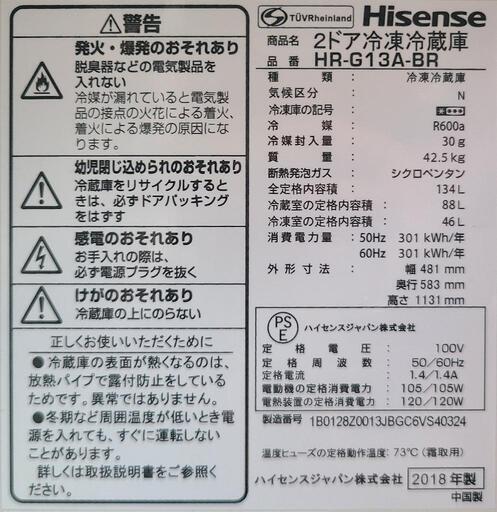 警告
発火・爆発のおそれあり
脱臭器などの電気製品を
入れない
冷媒が漏れていると電気製
品の接点の火花による着火、
着火による爆発の原因にな
ります。
幼児閉じ込められのおそれあり
冷蔵庫をリサイクルすると
きは、必ずドアパッキング
をはずす
感電のおそれあり
お手入れの際は、
必ず電源プラグを抜く
けがのおそれあり
冷蔵庫の上にのらない
正しくお使いいただくために
●冷蔵庫の表面が熱くなるのは、
放熱パイプで露付防止をしている
ためです。異常ではありません。
●冬期など周囲温度が低いとき電
源を入れても、すぐに運転しない
ことがあります。
詳しくは取扱説明書をごらんく
ださい。
TÜVRheinland
Hisense
商品名 2ドア冷凍冷蔵庫
品番 HR-G13A-BR
種類 冷凍冷蔵庫
気候区分 N
冷凍庫の記号
冷媒 R600a
冷媒封入量 30g
質量 42.5kg
断熱発泡ガス シクロペンタン
全定格内容積 134L
冷蔵室の定格内容積 88L
冷凍室の定格内容積 46L
消費電力量 50Hz 301 kWh/年
60Hz 301 kWh/年
外形寸法 幅 481 mm
奥行 583 mm
高さ 1131 mm
PS
E
ハイセンスジャパン株式会社
定格電圧: 100V
定格周波数: 50/60Hz
定格電流: 1.4/1.4A
電動機の定格消費電力: 105/105W
電熱装置の定格消費電力: 120/120W
製造番号 1B0128Z0013JBGC6VS40324
温度ヒューズの定格動作温度:73℃(霜取用)
ハイセンスジャパン株式会社 2018年製